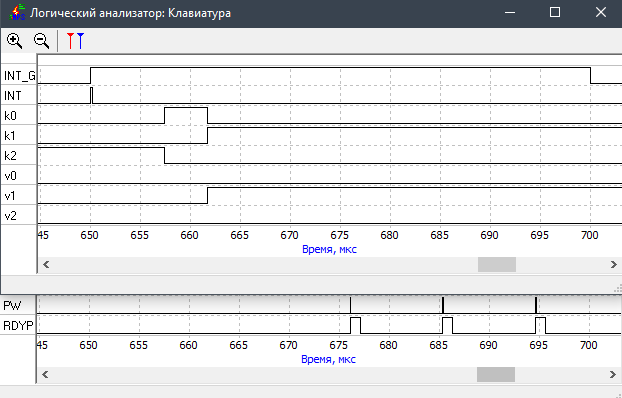 Логический анализатор: Клавиатура
INT_G
INT
k0
k1
k2
v0
v1
v2
45 650 655 660 665 670 675 680 685 690 695 700
Время, мкс
PW
RDYP
45 650 655 660 665 670 675 680 685 690 695 700
Время, мкс